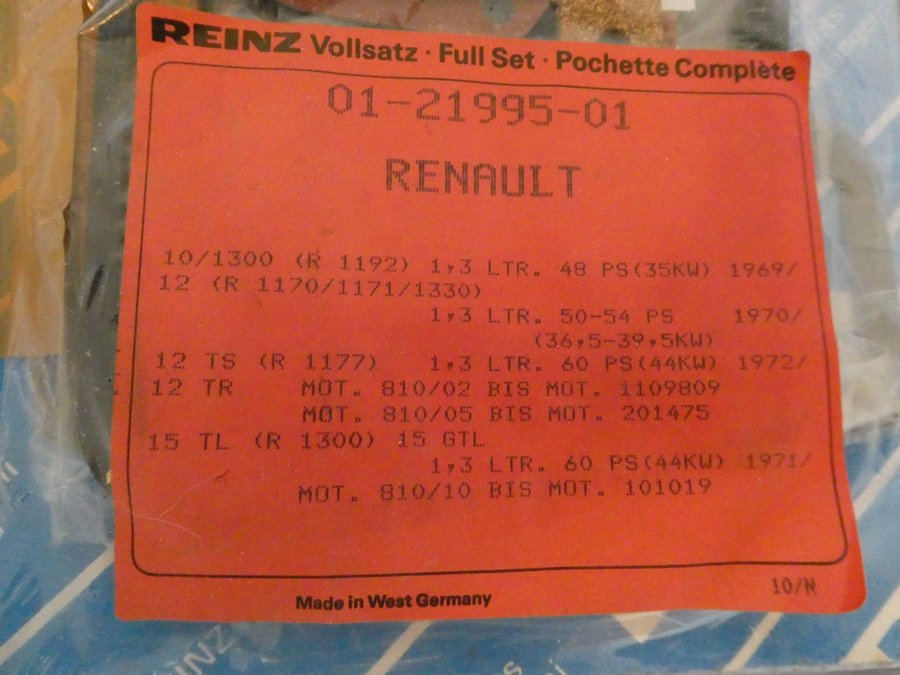 REINZ Vollsatz · Full Set · Pochette Complète
01-21995-01
RENAULT
10/1300 (R 1192) 1,3 LTR. 48 PS(35KW) 1969/
12 (R 1170/1171/1330)
1,3 LTR. 50-54 PS 1970/
(36,5-39,5KW)
12 TS (R 1177) 1,3 LTR. 60 PS(44KW) 1972/
12 TR MOT. 810/02 BIS MOT. 1109809
MOT. 810/05 BIS MOT. 201475
15 TL (R 1300) 15 GTL
1,3 LTR. 60 PS(44KW) 1971/
MOT. 810/10 BIS MOT. 101019
10/N
Made in West Germany